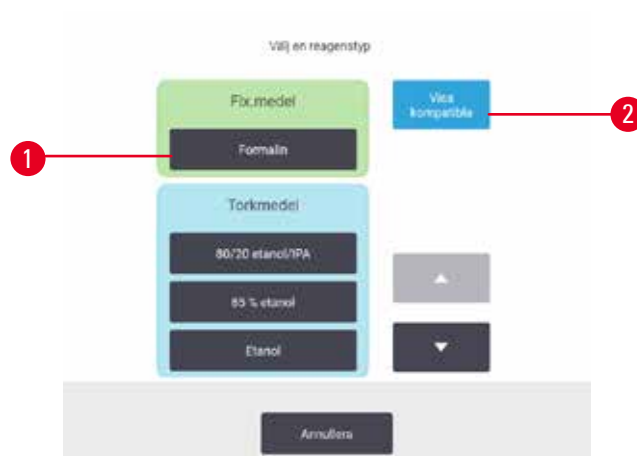 Välj en reagenstyp
Fix.medel
Visa
kompatibla
Formalin
1
2
Torkmedel
80/20 etanol/IPA
85 % etanol
Etanol
Annullera